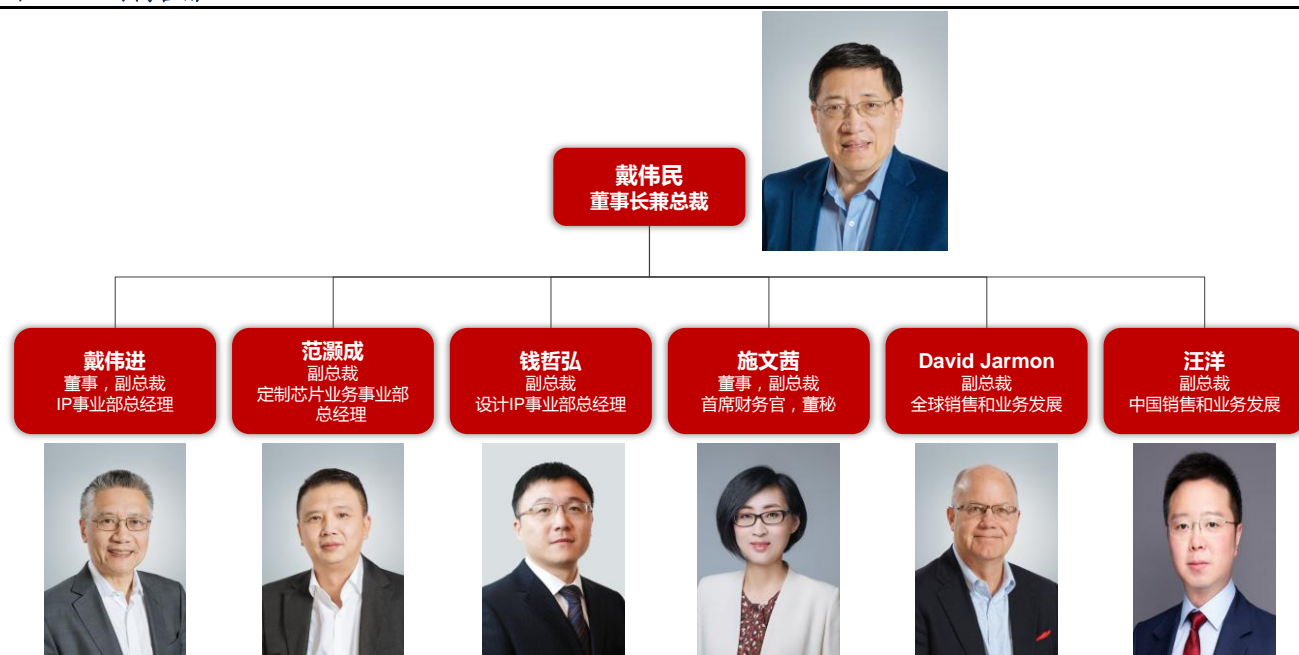 戴伟民
董事长兼总裁
戴伟进
董事，副总裁
IP事业部总经理
范灏成
副总裁
定制芯片业务事业部
总经理
钱哲弘
副总裁
设计IP事业部总经理
施文茜
董事，副总裁
首席财务官，董秘
David Jarmon
副总裁
全球销售和业务发展
汪洋
副总裁
中国销售和业务发展